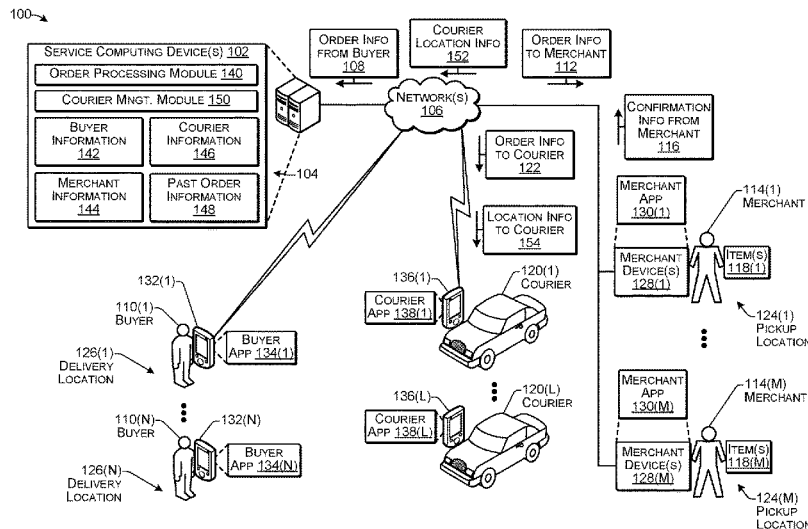 100
SERVICE COMPUTING DEVICE(S) 102
ORDER PROCESSING MODULE 140
COURIER MNGT. MODULE 150
BUYER
INFORMATION
142
COURIER
INFORMATION
146
MERCHANT
INFORMATION
144
PAST ORDER
INFORMATION
148
104
ORDER INFO
FROM BUYER
108
COURIER
LOCATION INFO
152
ORDER INFO
TO MERCHANT
112
NETWORK(S)
106
CONFIRMATION
INFO FROM
MERCHANT
116
ORDER INFO
TO COURIER
122
LOCATION INFO
TO COURIER
154
MERCHANT
APP
130(1)
114(1)
MERCHANT
MERCHANT
DEVICE(S)
128(1)
ITEM(S)
118(1)
124(1)
PICKUP
LOCATION
132(1)
110(1)
BUYER
BUYER
APP 134(1)
126(1)
DELIVERY
LOCATION
136(1)
COURIER
APP 138(1)
120(1)
COURIER
110(N)
BUYER
132(N)
BUYER
APP 134(N)
126(N)
DELIVERY
LOCATION
136(L)
COURIER
APP 138(L)
120(L)
COURIER
MERCHANT
APP
130(M)
114(M)
MERCHANT
MERCHANT
DEVICE(S)
128(M)
ITEM(S)
118(M)
124(M)
PICKUP
LOCATION